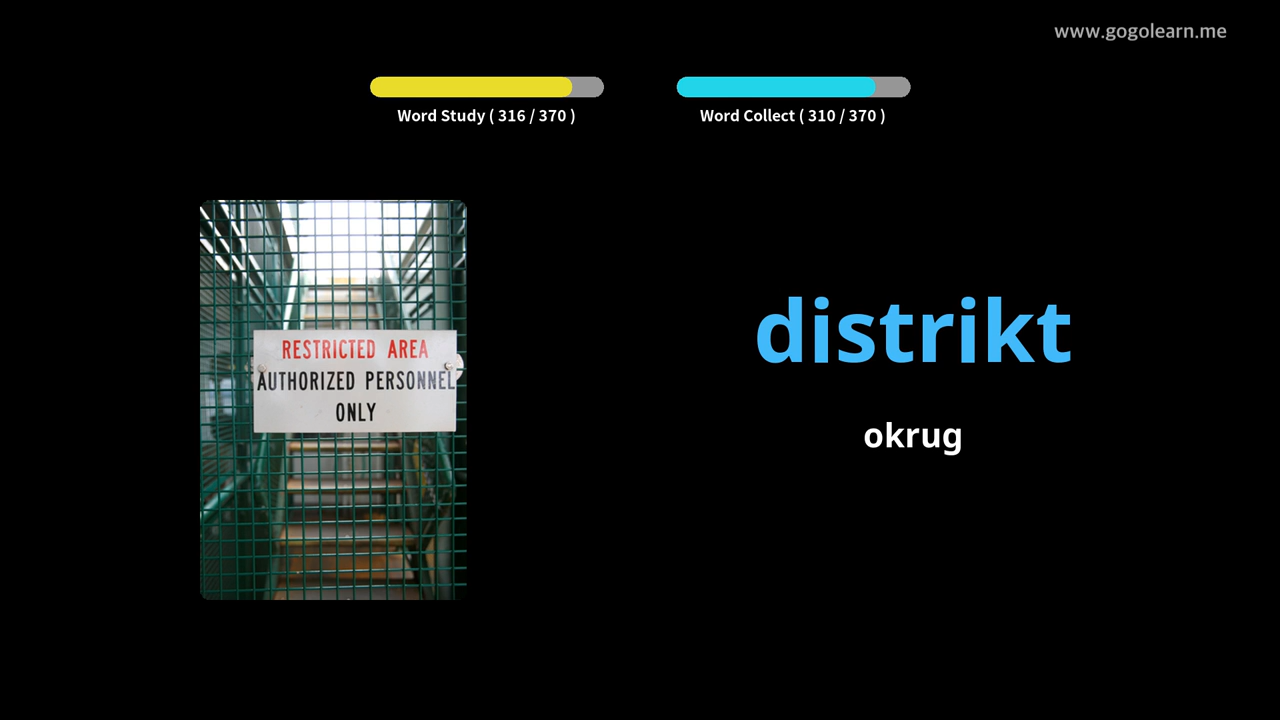 www.gogolearn.me
Word Study ( 316 / 370 )
Word Collect ( 310 / 370 )
RESTRICTED AREA
AUTHORIZED PERSONNEL
ONLY
distrikt
okrug